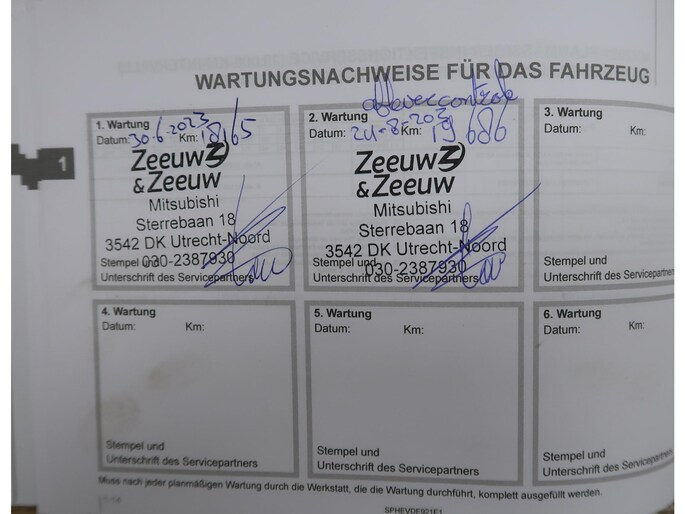 WARTUNGSNACHWEISE FÜR DAS FAHRZEUG
1
1. Wartung
Datum: 30-6-2023 Km: 18165
Zeeuw
& Zeeuw
Mitsubishi
Sterrebaan 18
3542 DK Utrecht-Noord
Stempel und
030-2387930
Unterschrift des Servicepartners
aflevercontrole
2. Wartung
Datum: 24-8-2023 Km: 19 686
Zeeuw
& Zeeuw
Mitsubishi
Sterrebaan 18
3542 DK Utrecht-Noord
Stempel und
030-2387930
Unterschrift des Servicepartners
3. Wartung
Datum: Km:
Stempel und
Unterschrift des Servicepartners
4. Wartung
Datum: Km:
Stempel und
Unterschrift des Servicepartners
5. Wartung
Datum: Km:
Stempel und
Unterschrift des Servicepartners
6. Wartung
Datum: Km:
Stempel und
Unterschrift des Servicepartners
Muss nach jeder planmäßigen Wartung durch die Werkstatt, die die Wartung durchführt, komplett ausgefüllt werden.
SPHEVDE921E1